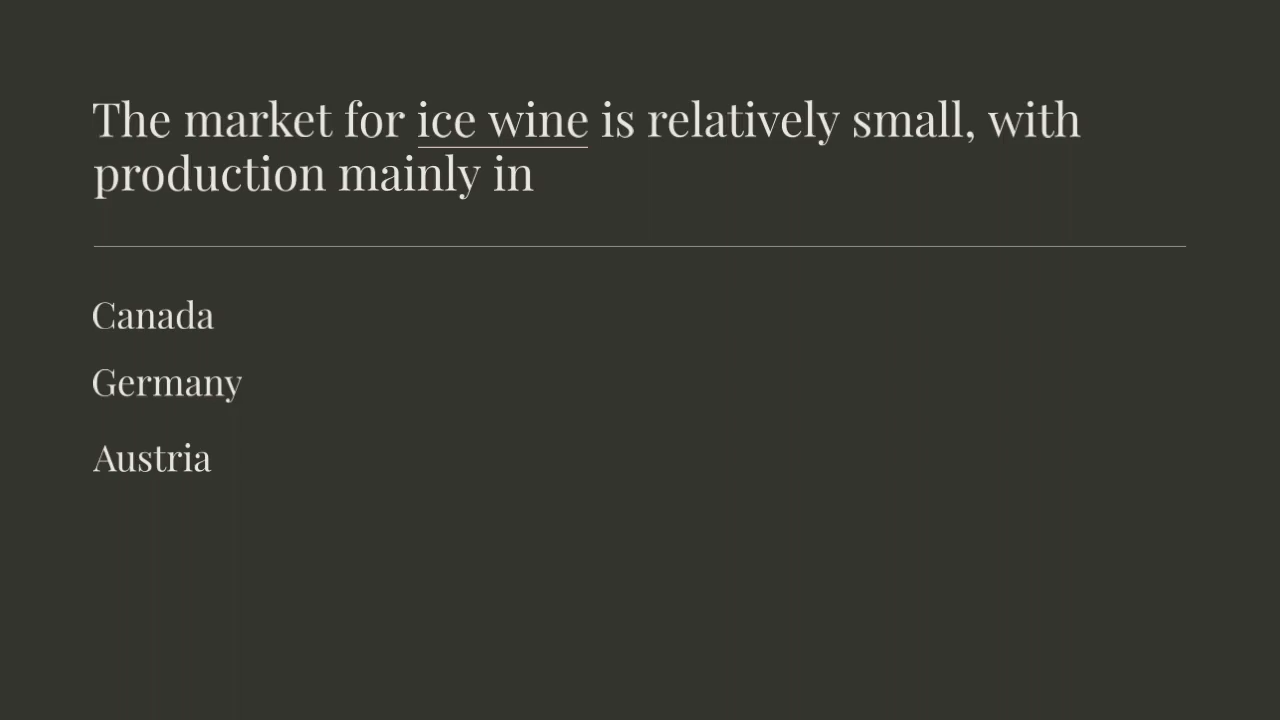 The market for ice wine is relatively small, with
production mainly in
Canada
Germany
Austria